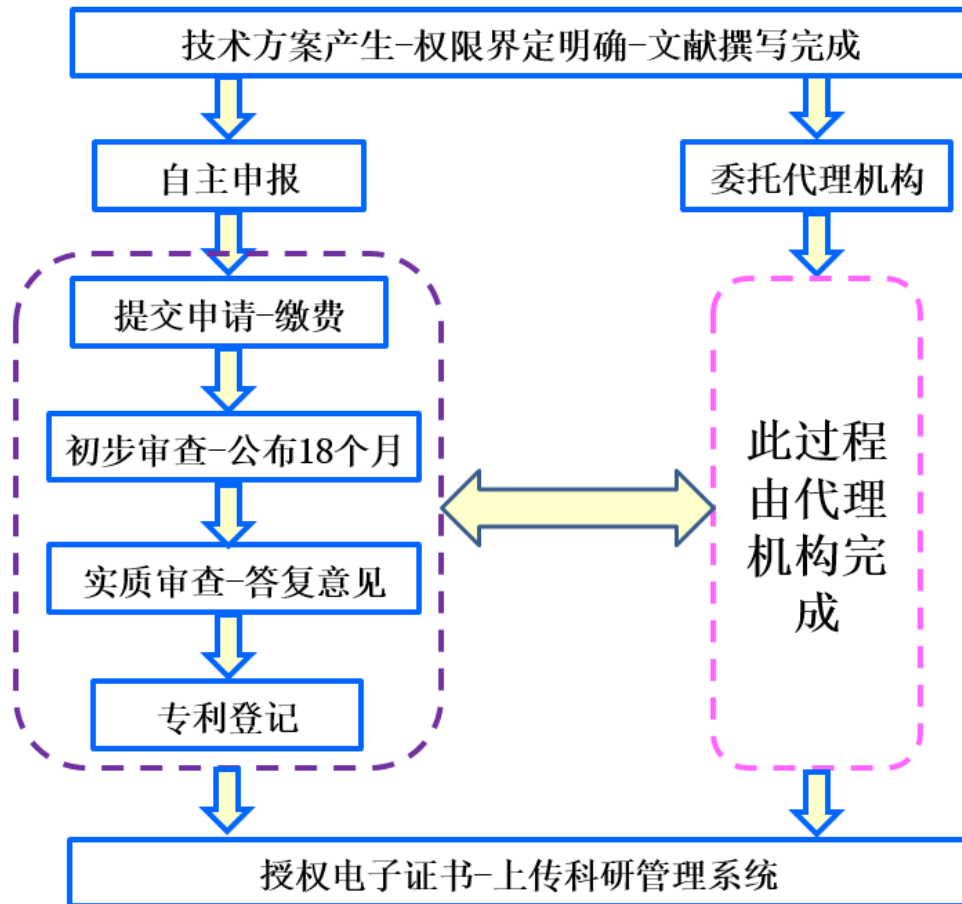 技术方案产生-权限界定明确-文献撰写完成
自主申报
委托代理机构
提交申请-缴费
初步审查-公布18个月
实质审查-答复意见
专利登记
此过程
由代理
机构完
成
授权电子证书-上传科研管理系统